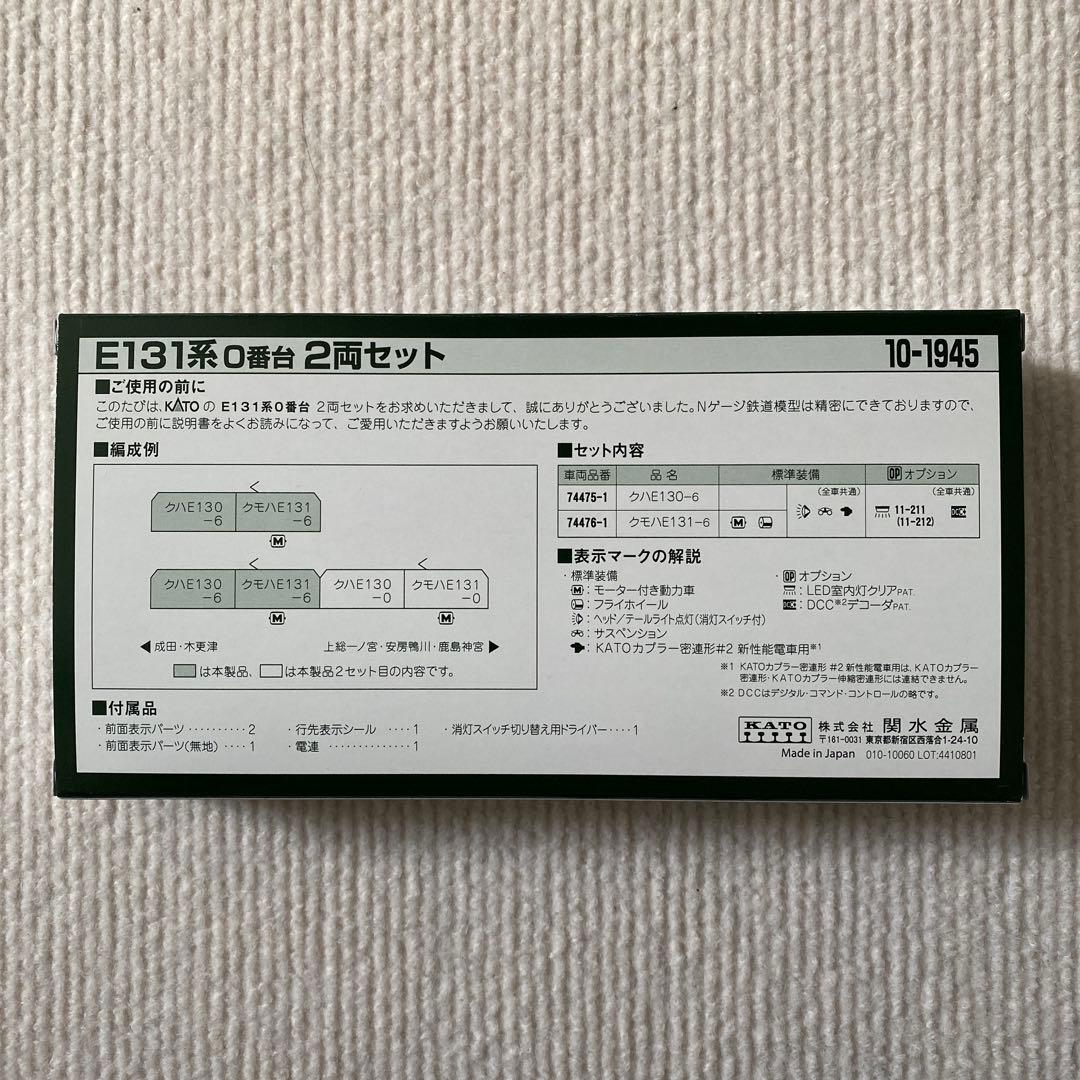 E131系0番台 2両セット 10-1945
■ご使用の前に
このたびは、KATOの E131系0番台 2両セットをお求めいただきまして、誠にありがとうございました。Nゲージ鉄道模型は精密にできておりますので、
ご使用の前に説明書をよくお読みになって、ご愛用いただきますようお願いいたします。
■編成例
クハE130 クモハE131
-6 -6
M
クハE130 クモハE131 クハE130 クモハE131
-6 -6 -0 -0
M M
◀ 成田・木更津 上総一ノ宮・安房鴨川・鹿島神宮 ▶
は本製品、 は本製品2セット目の内容です。
■セット内容
車両品番 品名 標準装備 OP オプション
(全車共通) (全車共通)
74475-1 クハE130-6
74476-1 クモハE131-6 M
11-211
(11-212)
DCC
■表示マークの解説
・標準装備
M：モーター付き動力車
：フライホイール
：ヘッド/テールライト点灯(消灯スイッチ付)
：サスペンション
：KATOカプラー密連形#2 新性能電車用※1
・OP オプション
：LED室内灯クリアPAT.
DCC：DCC※2デコーダPAT.
※1 KATOカプラー密連形 #2 新性能電車用は、KATOカプラー
密連形・KATOカプラー伸縮密連形には連結できません。
※2 DCCはデジタル・コマンド・コントロールの略です。
■付属品
・前面表示パーツ ・・・・・・・・・・ 2 ・行先表示シール ・・・・ 1 ・消灯スイッチ切り替え用ドライバー ・・・・ 1
・前面表示パーツ(無地) ・・・・ 1 ・電連 ・・・・・・・・・・・・ 1
KATO 株式会社 関水金属
〒161-0031 東京都新宿区西落合1-24-10
Made in Japan 010-10060 LOT:4410801